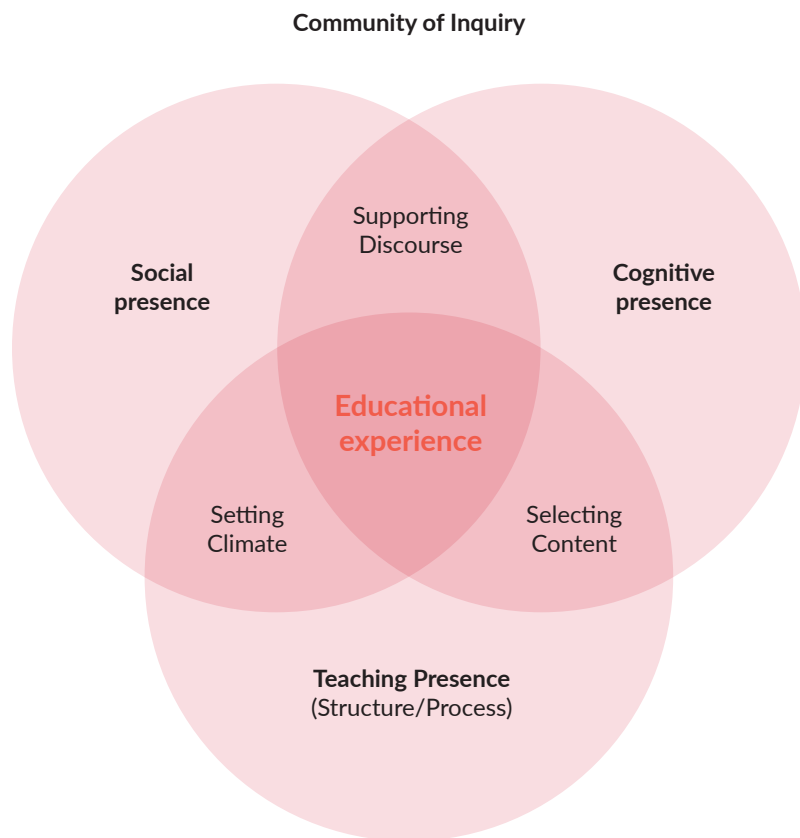 Community of Inquiry
Supporting
Discourse
Social
presence
Cognitive
presence
Educational
experience
Setting
Climate
Selecting
Content
Teaching Presence
(Structure/Process)